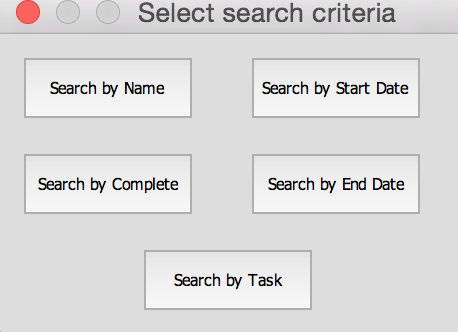 Select search criteria
Search by Name
Search by Start Date
Search by Complete
Search by End Date
Search by Task